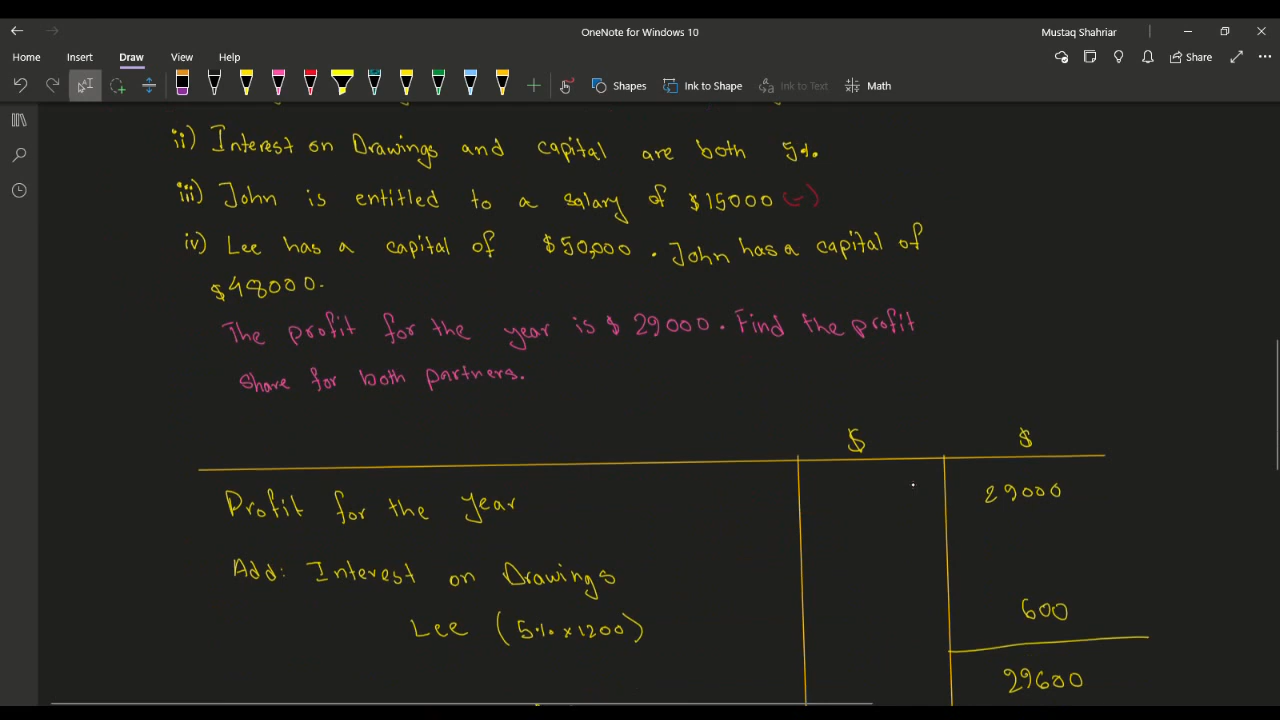 OneNote for Windows 10
Mustaq Shahriar
Home Insert Draw View Help
Share
Shapes Ink to Shape Ink to Text Math
ii) Interest on Drawings and capital are both 5%.
iii) John is entitled to a salary of $15000 (-)
iv) Lee has a capital of $50,000. John has a capital of
$48000.
The profit for the year is $29000. Find the profit
share for both partners.
$ $
Profit for the year 29000
Add: Interest on Drawings
600
Lee (5% x 1200)
29600